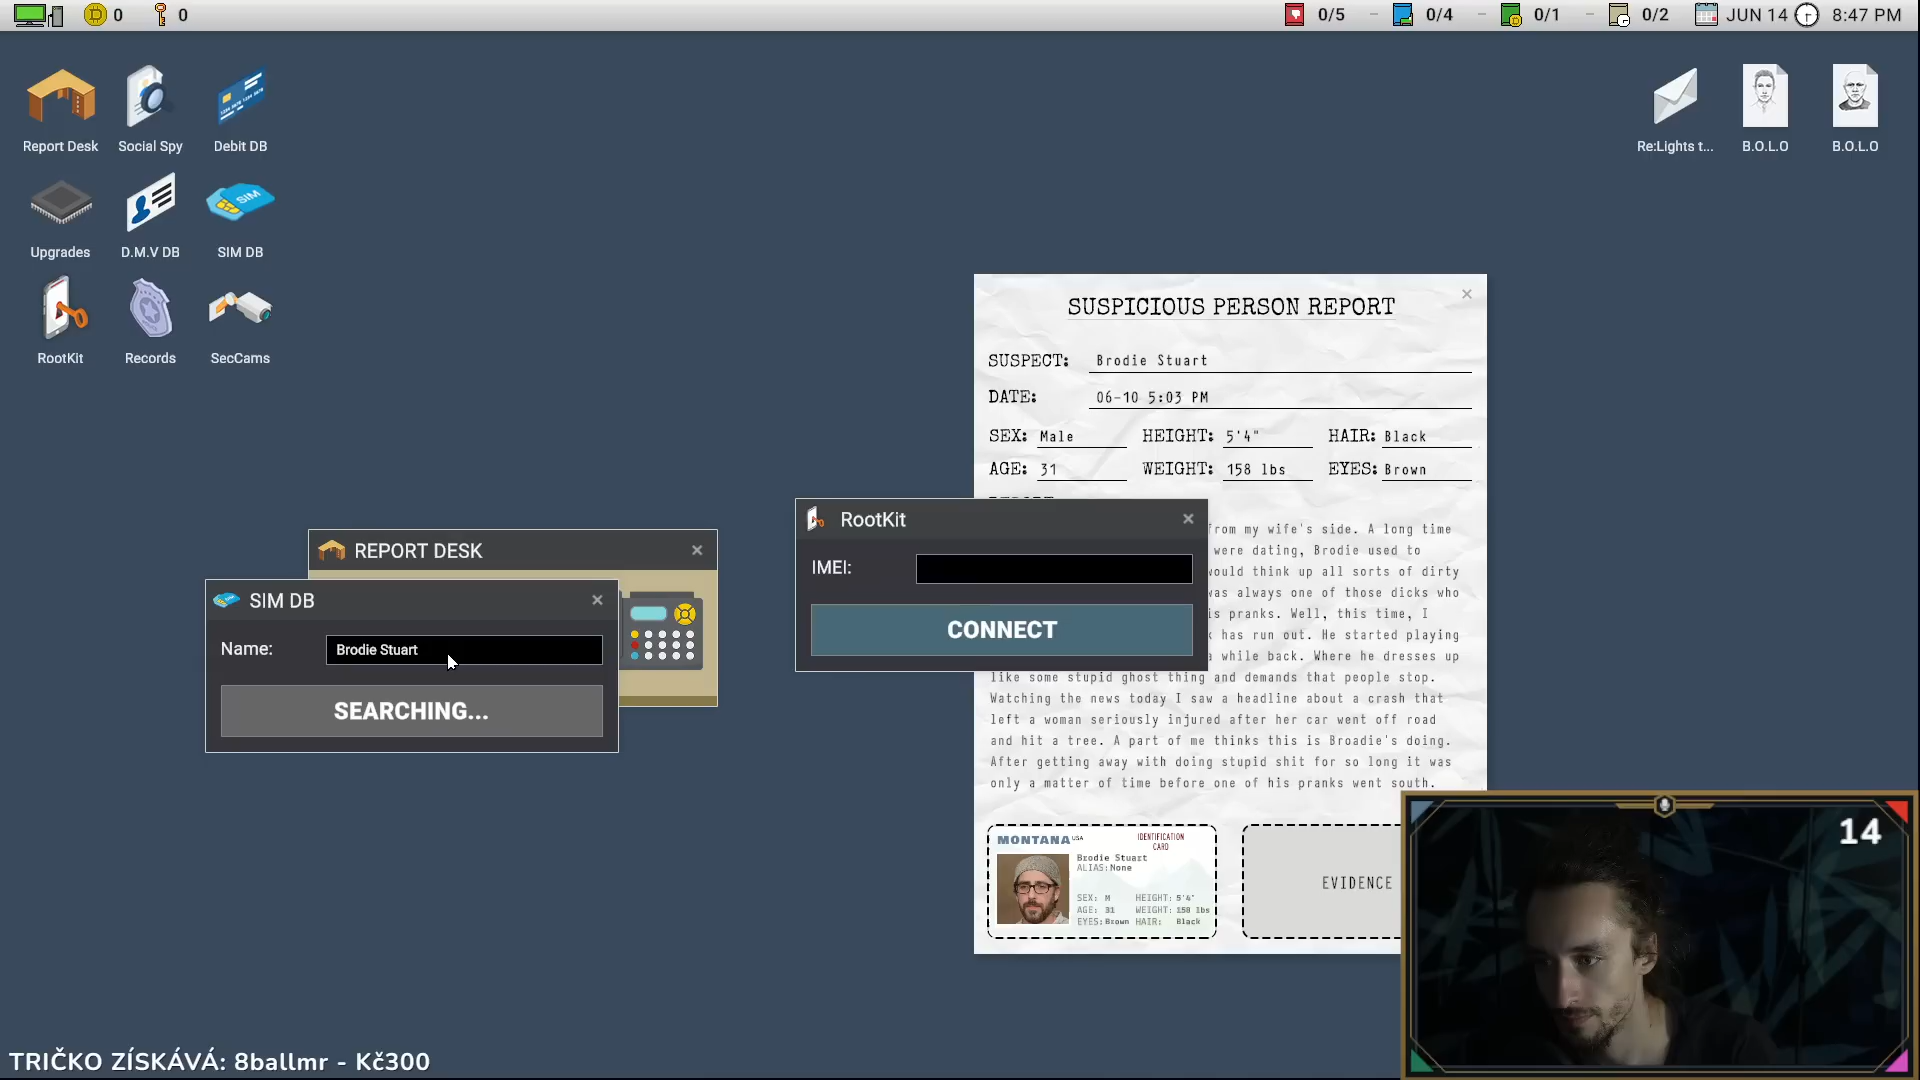 0
0
0/5
0/4
0/1
0/2
JUN 14
8:47 PM
Report Desk
Social Spy
Debit DB
Re:Lights t...
B.O.L.O
B.O.L.O
Upgrades
D.M.V DB
SIM DB
RootKit
Records
SecCams
SUSPICIOUS PERSON REPORT
SUSPECT: Brodie Stuart
DATE: 06-10 5:03 PM
SEX: Male HEIGHT: 5'4" HAIR: Black
AGE: 31 WEIGHT: 158 lbs EYES: Brown
from my wife's side. A long time
were dating, Brodie used to
would think up all sorts of dirty
was always one of those dicks who
is pranks. Well, this time, I
has run out. He started playing
a while back. Where he dresses up
like some stupid ghost thing and demands that people stop.
Watching the news today I saw a headline about a crash that
left a woman seriously injured after her car went off road
and hit a tree. A part of me thinks this is Broadie's doing.
After getting away with doing stupid shit for so long it was
only a matter of time before one of his pranks went south.
MONTANA USA
IDENTIFICATION
CARD
Brodie Stuart
ALIAS: None
SEX: M HEIGHT: 5'4"
AGE: 31 WEIGHT: 158 lbs
EYES: Brown HAIR: Black
EVIDENCE
RootKit
IMEI:
CONNECT
REPORT DESK
SIM DB
Name: Brodie Stuart
SEARCHING...
14
TRIČKO ZÍSKÁVÁ: 8ballmr - Kč300